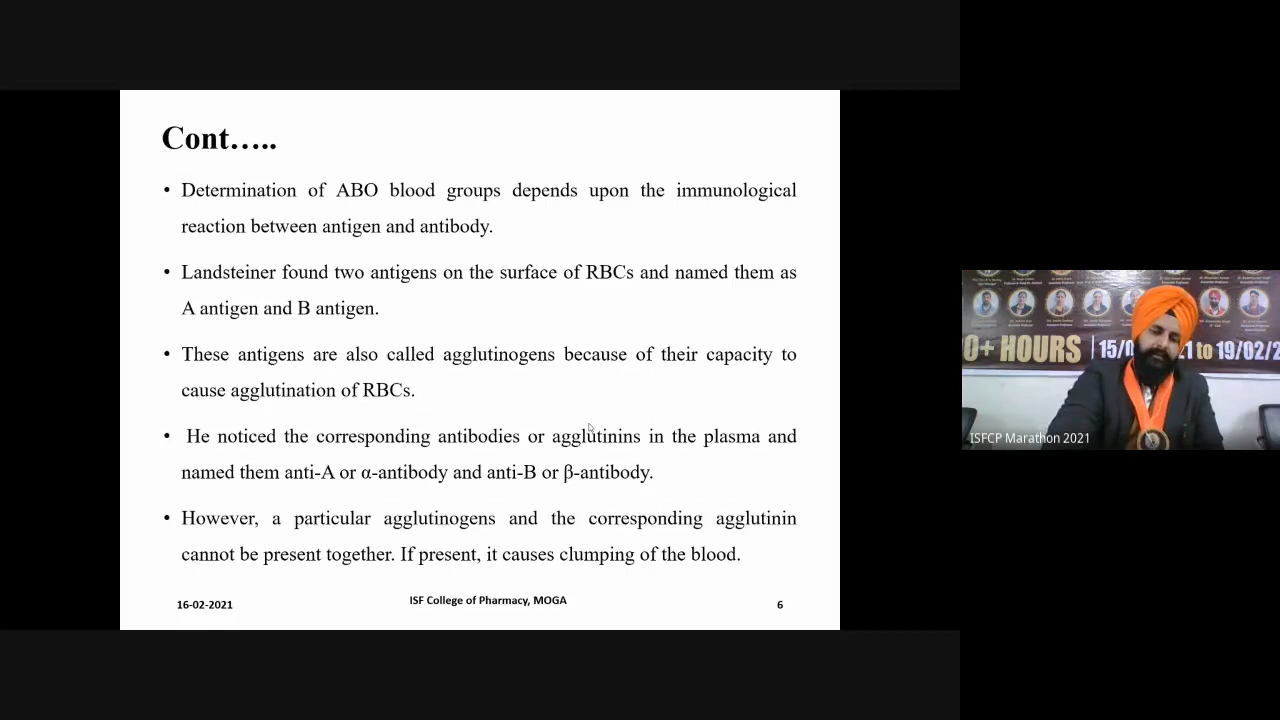 Cont…..
• Determination of ABO blood groups depends upon the immunological
reaction between antigen and antibody.
• Landsteiner found two antigens on the surface of RBCs and named them as
A antigen and B antigen.
• These antigens are also called agglutinogens because of their capacity to
cause agglutination of RBCs.
• He noticed the corresponding antibodies or agglutinins in the plasma and
named them anti-A or α-antibody and anti-B or β-antibody.
• However, a particular agglutinogens and the corresponding agglutinin
cannot be present together. If present, it causes clumping of the blood.
16-02-2021
ISF College of Pharmacy, MOGA
6
0+ HOURS
to 19/02/2
ISFCP Marathon 2021